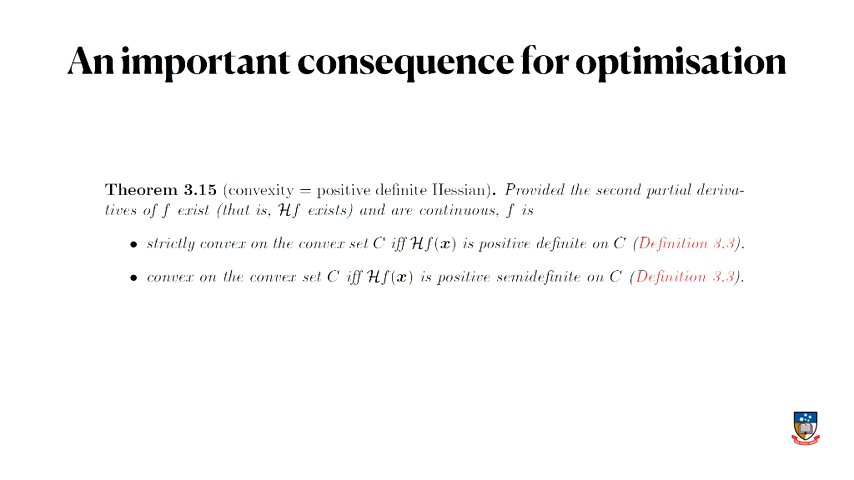 An important consequence for optimisation
Theorem 3.15 (convexity = positive definite Hessian). Provided the second partial deriva-
tives of f exist (that is, ℋf exists) and are continuous, f is
• strictly convex on the convex set C iff ℋf(x) is positive definite on C (Definition 3.3).
• convex on the convex set C iff ℋf(x) is positive semidefinite on C (Definition 3.3).